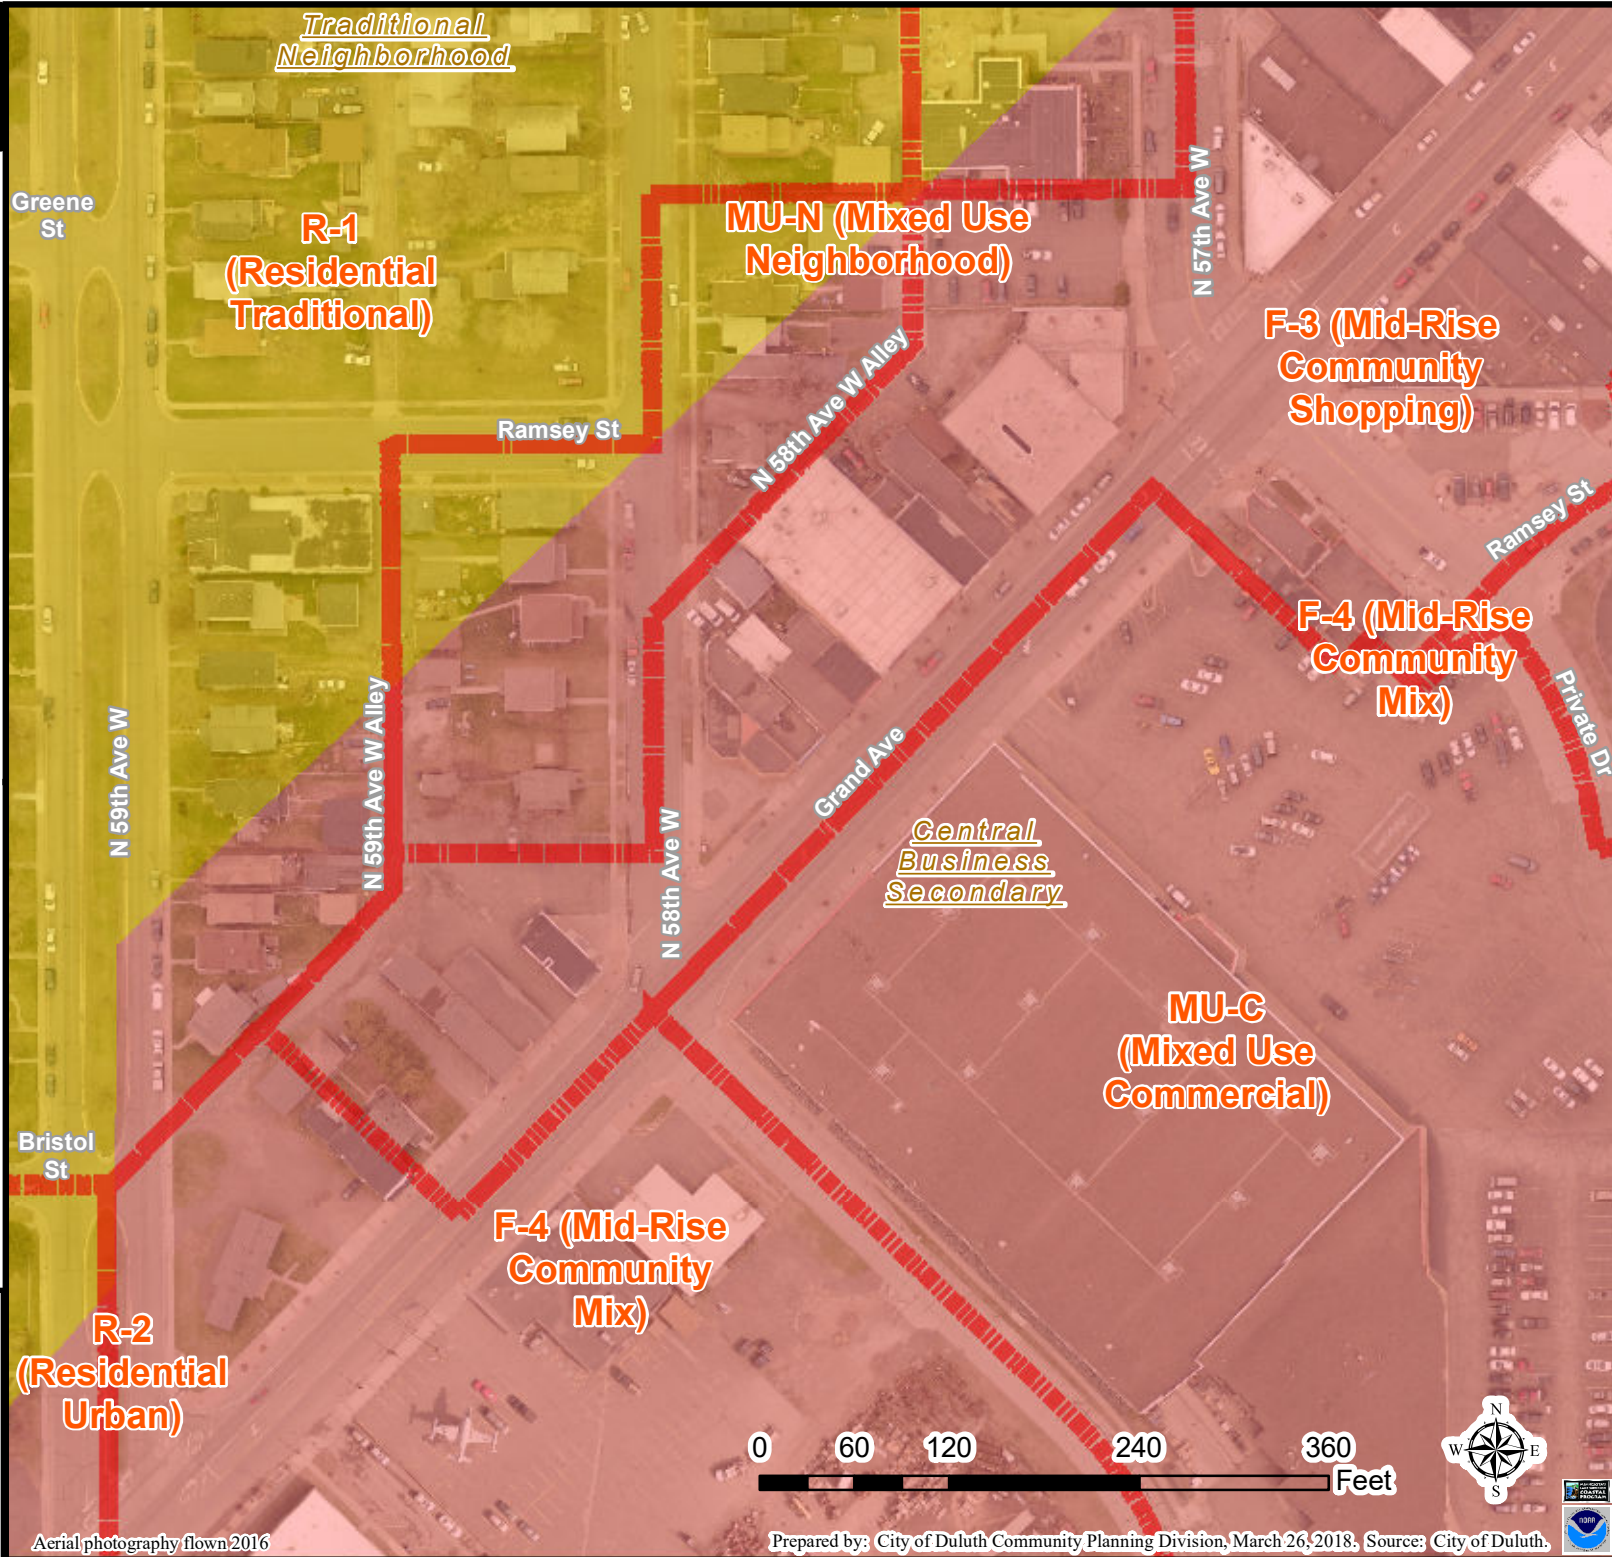 Traditional
Neighborhood
Greene
St
R-1
(Residential
Traditional)
MU-N (Mixed Use
Neighborhood)
N 57th Ave W
F-3 (Mid-Rise
Community
Shopping)
Ramsey St
N 58th Ave W Alley
Ramsey St
F-4 (Mid-Rise
Community
Mix)
Private Dr
N 59th Ave W
N 59th Ave W Alley
Grand Ave
N 58th Ave W
Central
Business
Secondary
MU-C
(Mixed Use
Commercial)
Bristol
St
F-4 (Mid-Rise
Community
Mix)
R-2
(Residential
Urban)
0 60 120 240 360
Feet
N
W E
S
COASTAL
PROGRAM
NOAA
Aerial photography flown 2016
Prepared by: City of Duluth Community Planning Division, March 26, 2018. Source: City of Duluth.